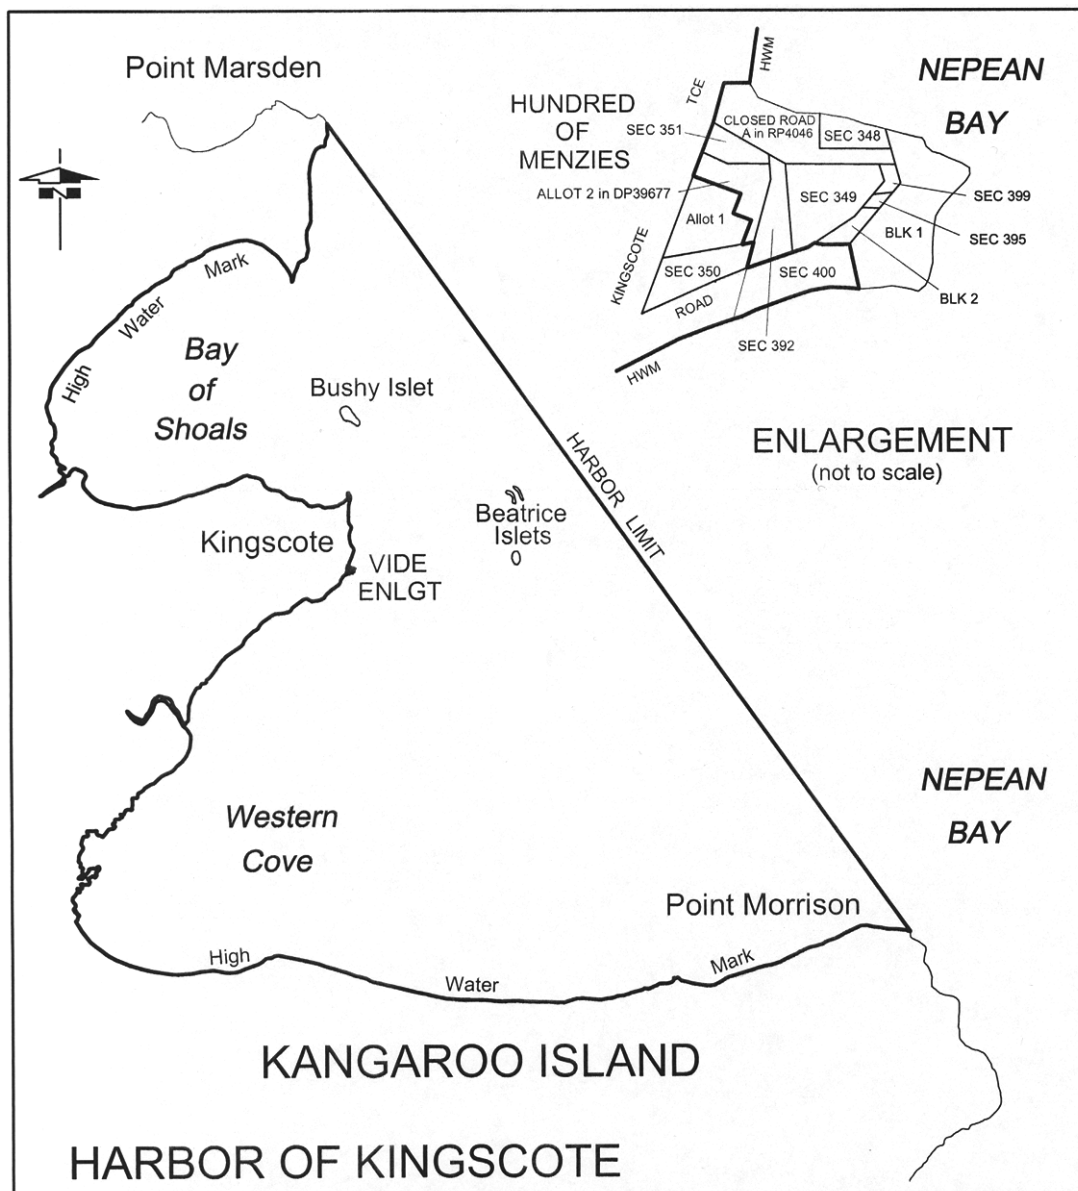 Point Marsden
HUNDRED
OF
MENZIES
NEPEAN
BAY
HWM
TCE
SEC 351
CLOSED ROAD
A in RP4046
SEC 348
ALLOT 2 in DP39677
SEC 349
SEC 399
Allot 1
BLK 1
SEC 395
KINGSCOTE
SEC 350
SEC 400
BLK 2
ROAD
SEC 392
HWM
ENLARGEMENT
(not to scale)
High
Water
Mark
Bay
of
Shoals
Bushy Islet
HARBOR LIMIT
Beatrice
Islets
Kingscote
VIDE
ENLGT
Western
Cove
NEPEAN
BAY
Point Morrison
High
Water
Mark
KANGAROO ISLAND
HARBOR OF KINGSCOTE